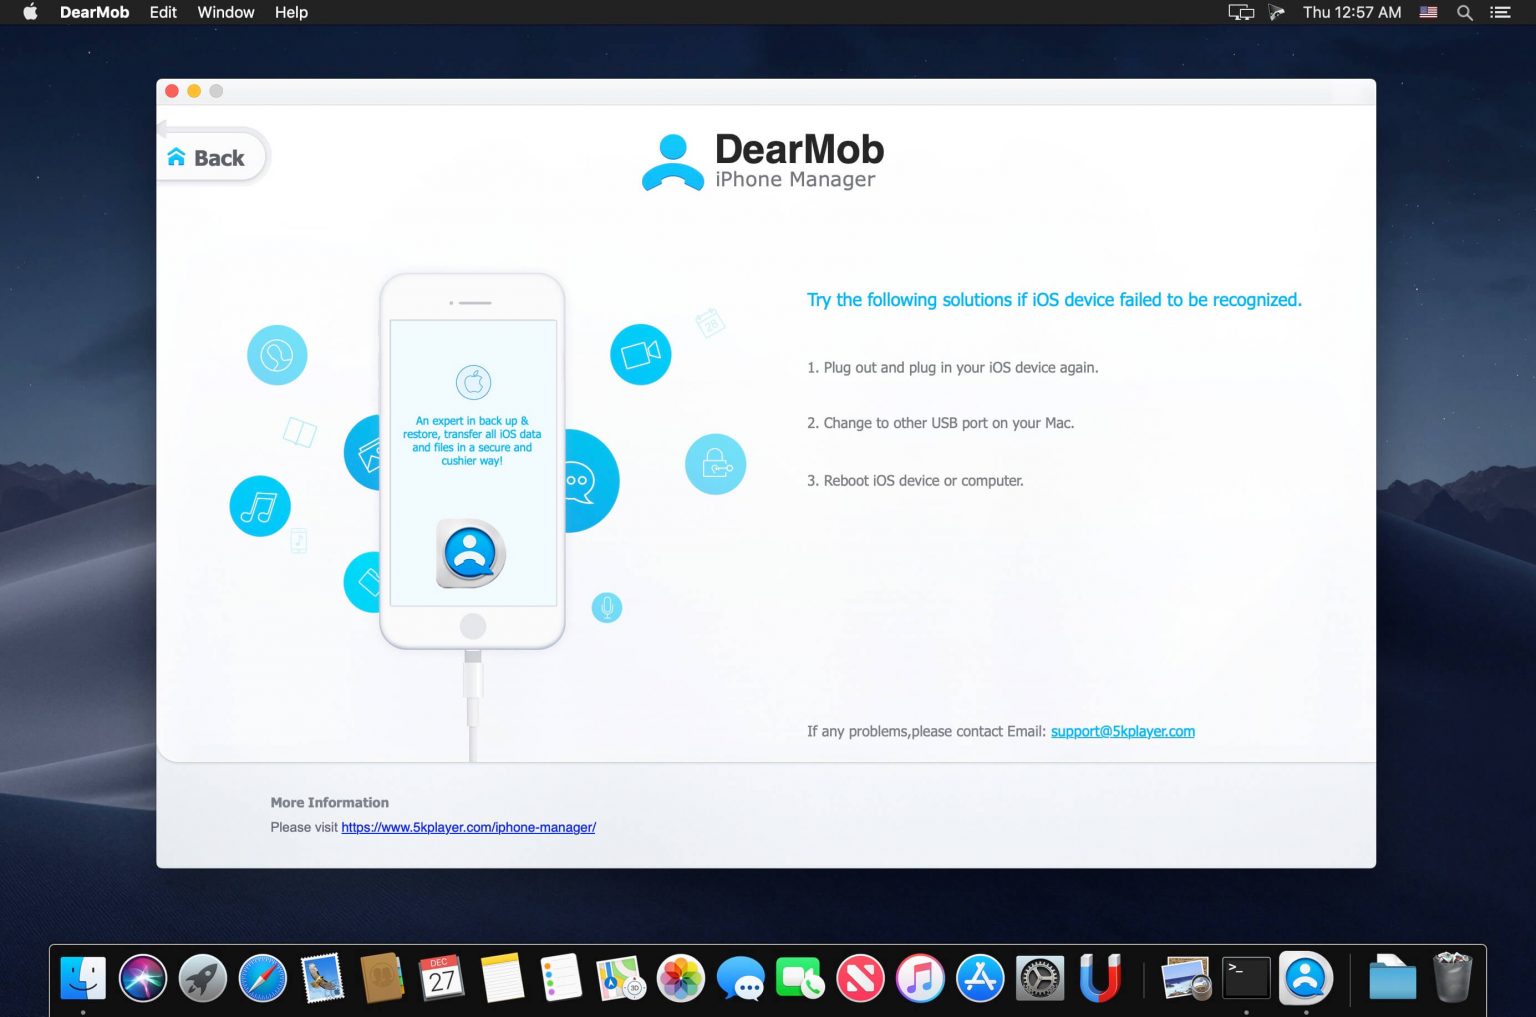 DearMob Edit Window Help Thu 12:57 AM
Back
DearMob
iPhone Manager
Try the following solutions if iOS device failed to be recognized.
28
1. Plug out and plug in your iOS device again.
An expert in back up &
restore, transfer all iOS data
and files in a secure and
cushier way!
2. Change to other USB port on your Mac.
3. Reboot iOS device or computer.
If any problems,please contact Email: support@5kplayer.com
More Information
Please visit https://www.5kplayer.com/iphone-manager/
DEC
27
3D
>_